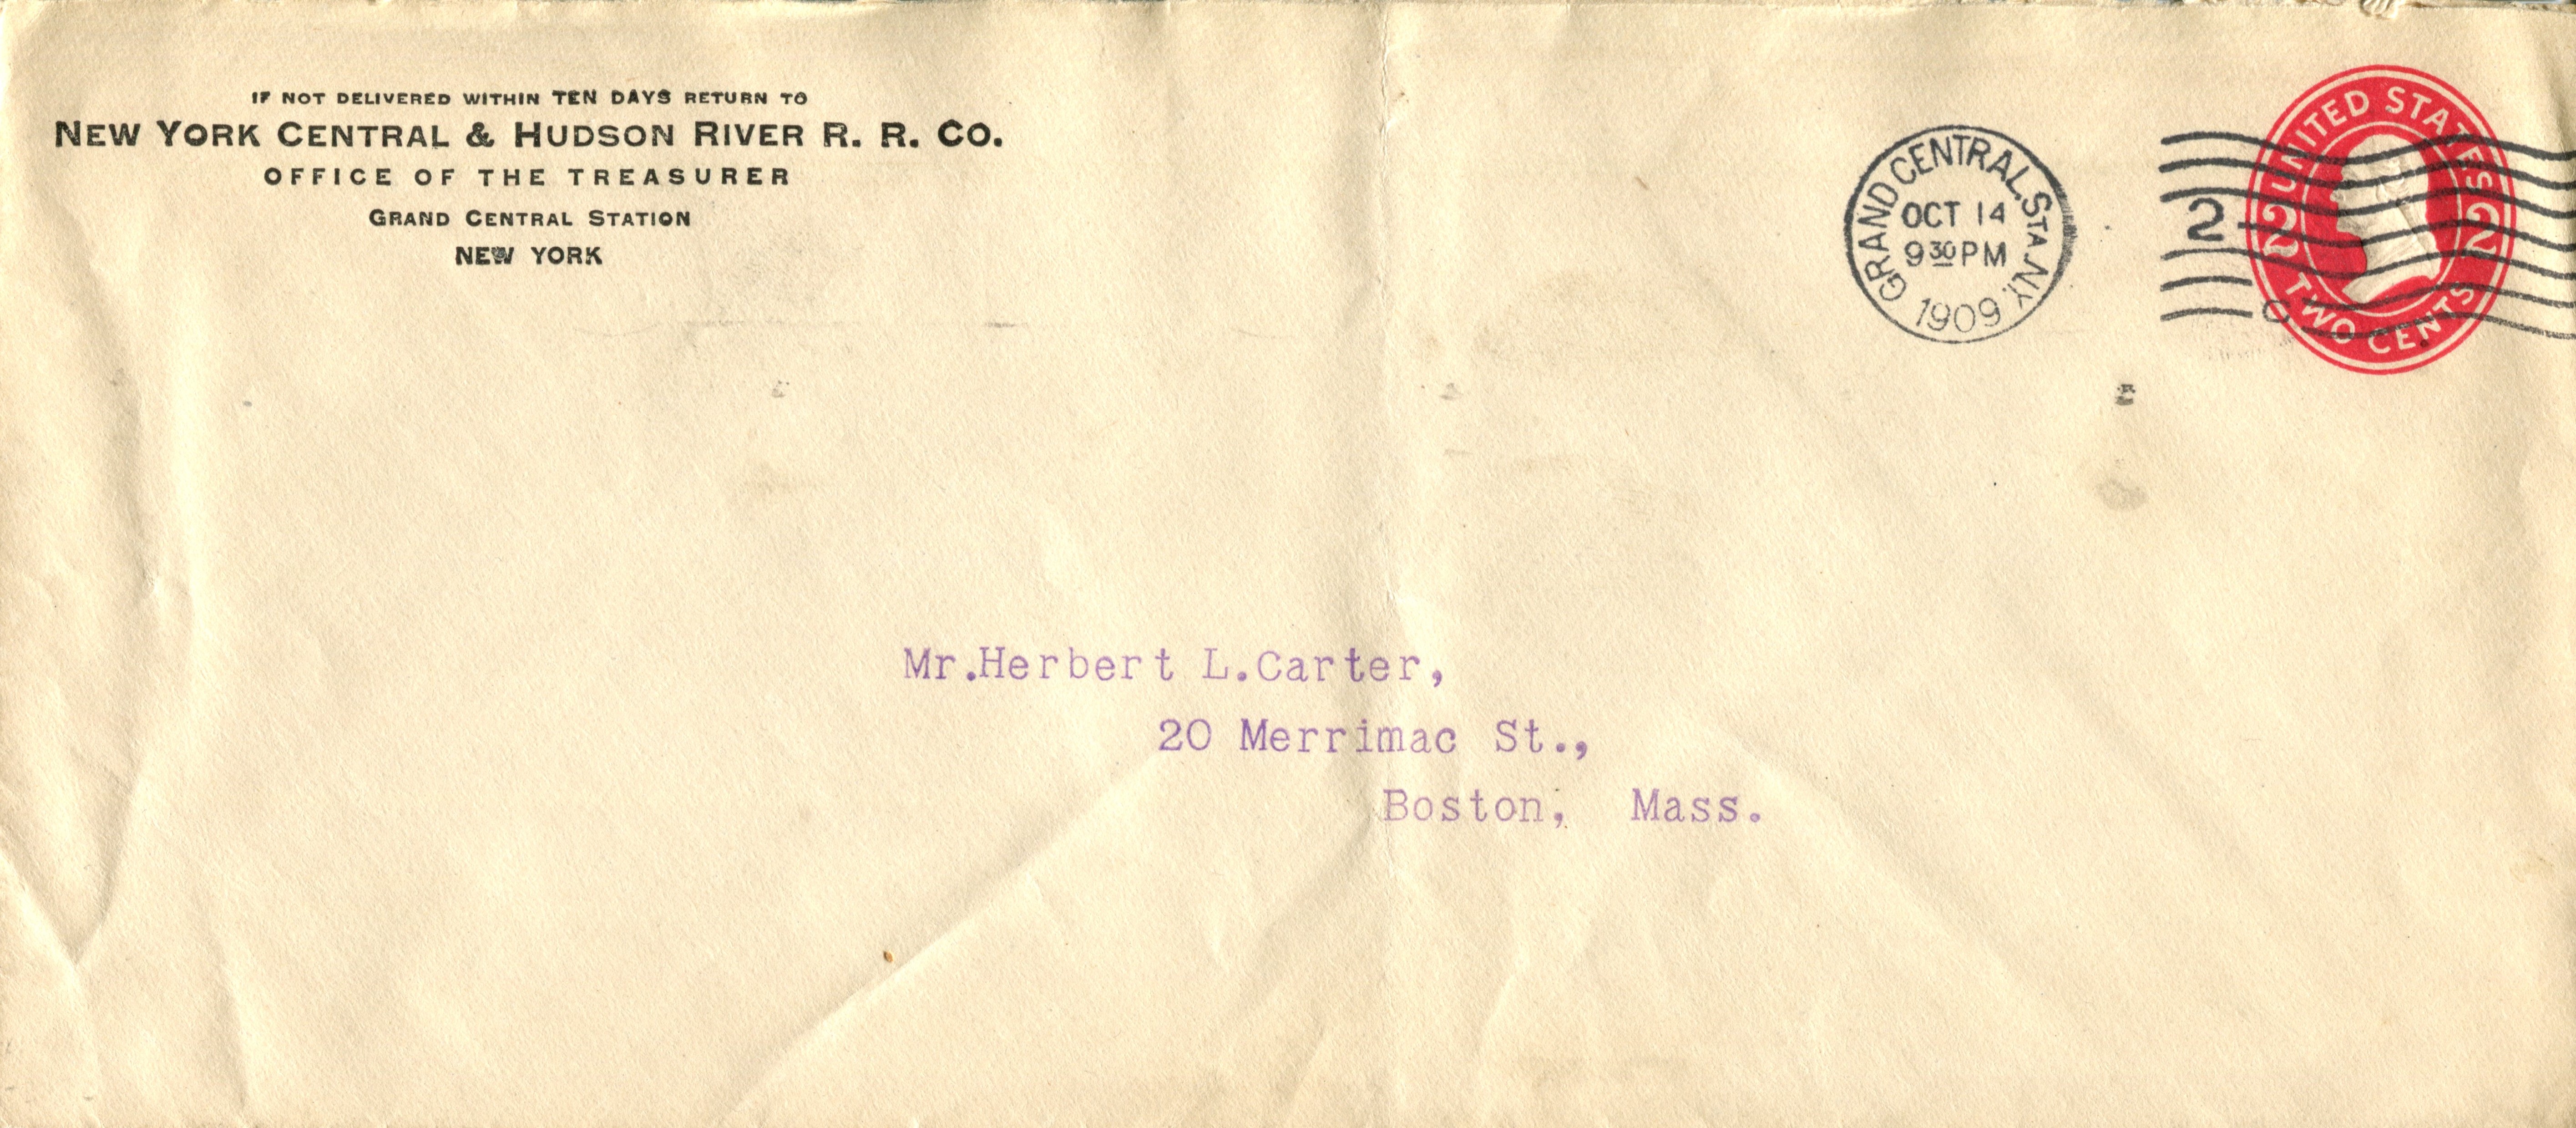 IF NOT DELIVERED WITHIN TEN DAYS RETURN TO
NEW YORK CENTRAL & HUDSON RIVER R. R. CO.
OFFICE OF THE TREASURER
GRAND CENTRAL STATION
NEW YORK
GRAND CENTRAL STA. N.Y.
OCT 14
9 30 PM
1909
2
C
UNITED STATES
2 2
TWO CENTS
Mr.Herbert L.Carter,
20 Merrimac St.,
Boston, Mass.